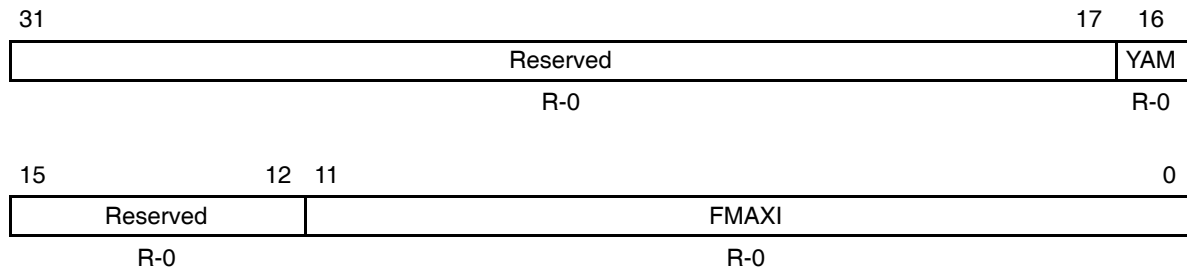 31 17 16
Reserved YAM
R-0 R-0
15 12 11 0
Reserved FMAXI
R-0 R-0